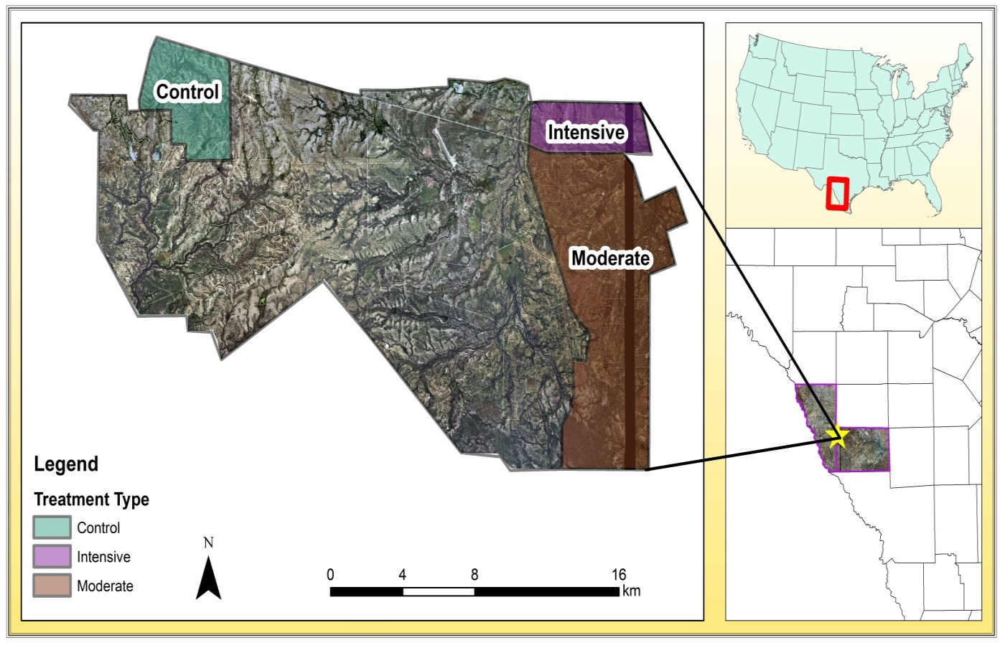 Control
Intensive
Moderate
Legend
Treatment Type
Control
Intensive
Moderate
N
0 4 8 16
km